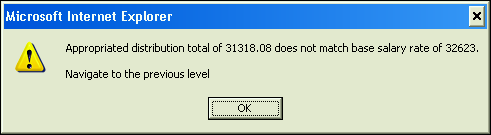 Microsoft Internet Explorer
Appropriated distribution total of 31318.08 does not match base salary rate of 32623.
Navigate to the previous level
OK